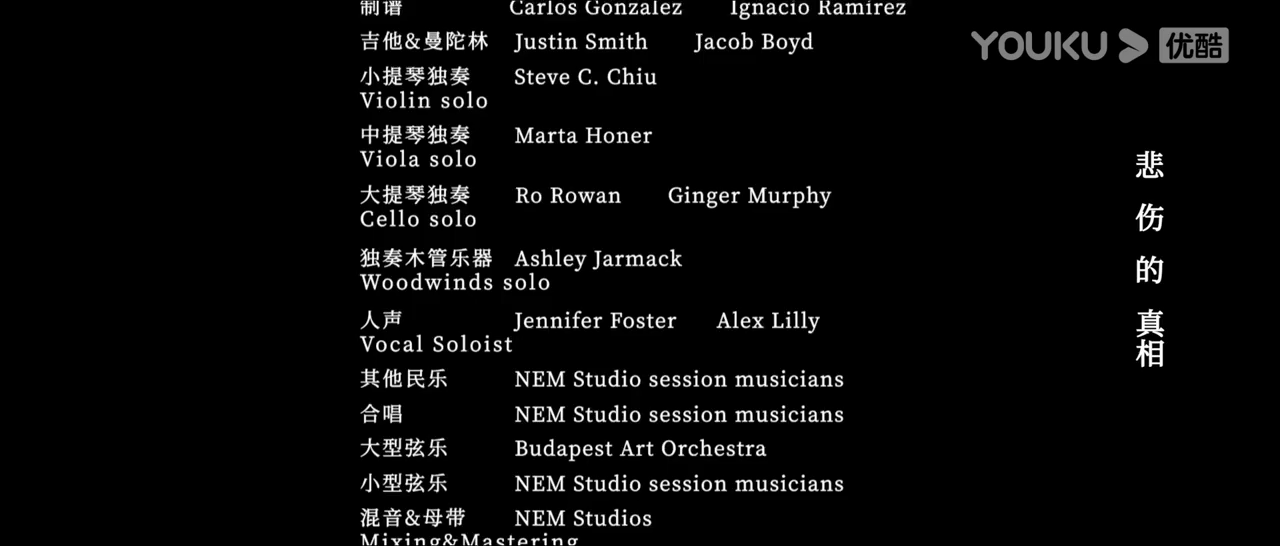 制谱 Carlos Gonzalez Ignacio Ramirez
吉他&曼陀林 Justin Smith Jacob Boyd
小提琴独奏 Steve C. Chiu
Violin solo
中提琴独奏 Marta Honer
Viola solo
大提琴独奏 Ro Rowan Ginger Murphy
Cello solo
独奏木管乐器 Ashley Jarmack
Woodwinds solo
人声 Jennifer Foster Alex Lilly
Vocal Soloist
其他民乐 NEM Studio session musicians
合唱 NEM Studio session musicians
大型弦乐 Budapest Art Orchestra
小型弦乐 NEM Studio session musicians
混音&母带 NEM Studios
Mixing&Mastering
YOUKU 优酷
悲伤的真相